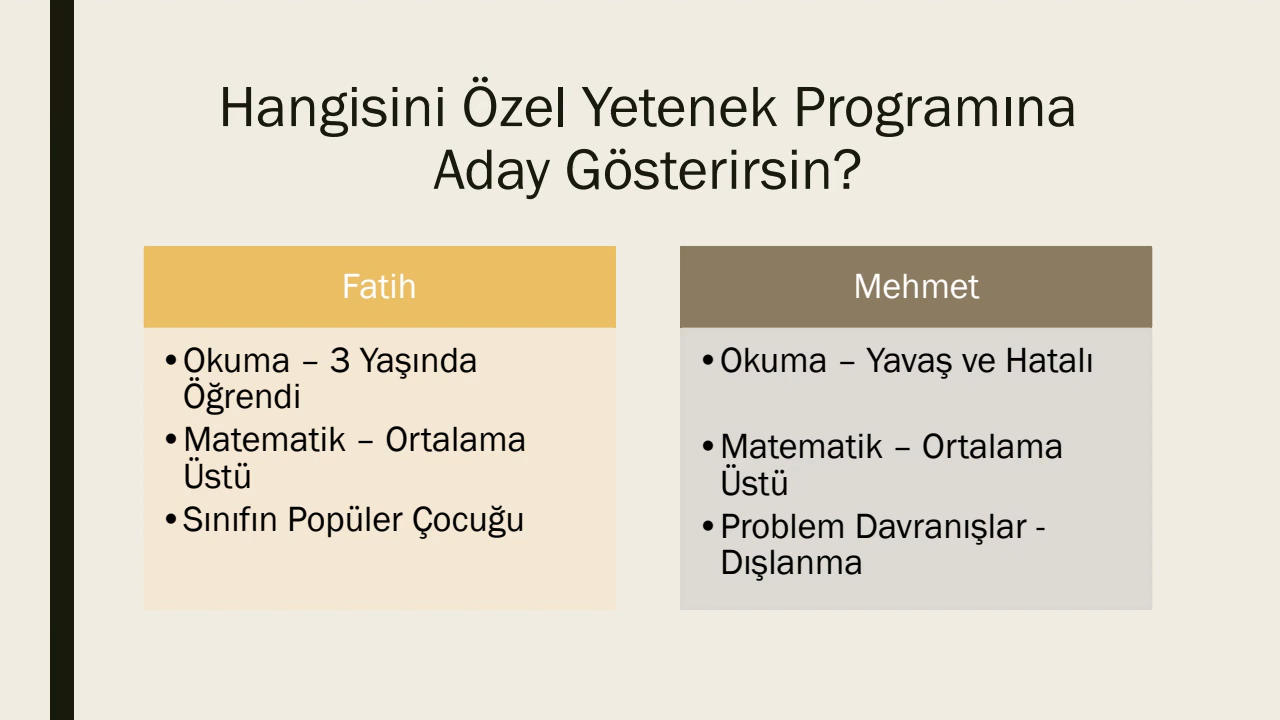 Hangisini Özel Yetenek Programına
Aday Gösterirsin?
Fatih
•Okuma – 3 Yaşında
Öğrendi
•Matematik – Ortalama
Üstü
•Sınıfın Popüler Çocuğu
Mehmet
•Okuma – Yavaş ve Hatalı
•Matematik – Ortalama
Üstü
•Problem Davranışlar -
Dışlanma